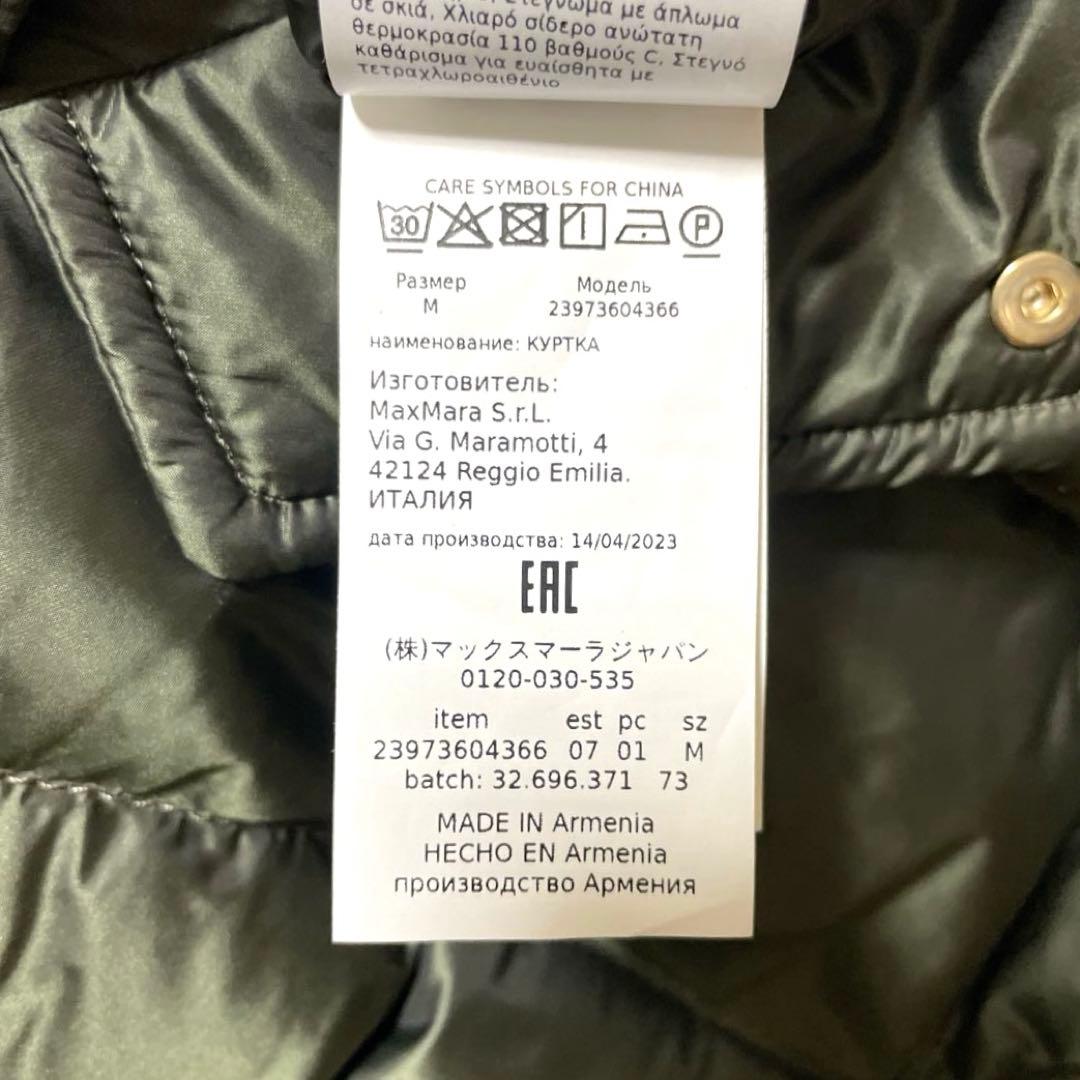 με άπλωμα
σε σκιά, Χλιαρό σίδερο ανώτατη
θερμοκρασία 110 βαθμούς C, Στεγνό
καθάρισμα για ευαίσθητα με
τετραχλωροαιθένιο
CARE SYMBOLS FOR CHINA
30 P
Размер Модель
M 23973604366
наименование: КУРТКА
Изготовитель:
MaxMara S.r.L.
Via G. Maramotti, 4
42124 Reggio Emilia.
ИТАЛИЯ
дата производства: 14/04/2023
EAC
(株)マックスマーラジャパン
0120-030-535
item est pc sz
23973604366 07 01 M
batch: 32.696.371 73
MADE IN Armenia
HECHO EN Armenia
производство Армения